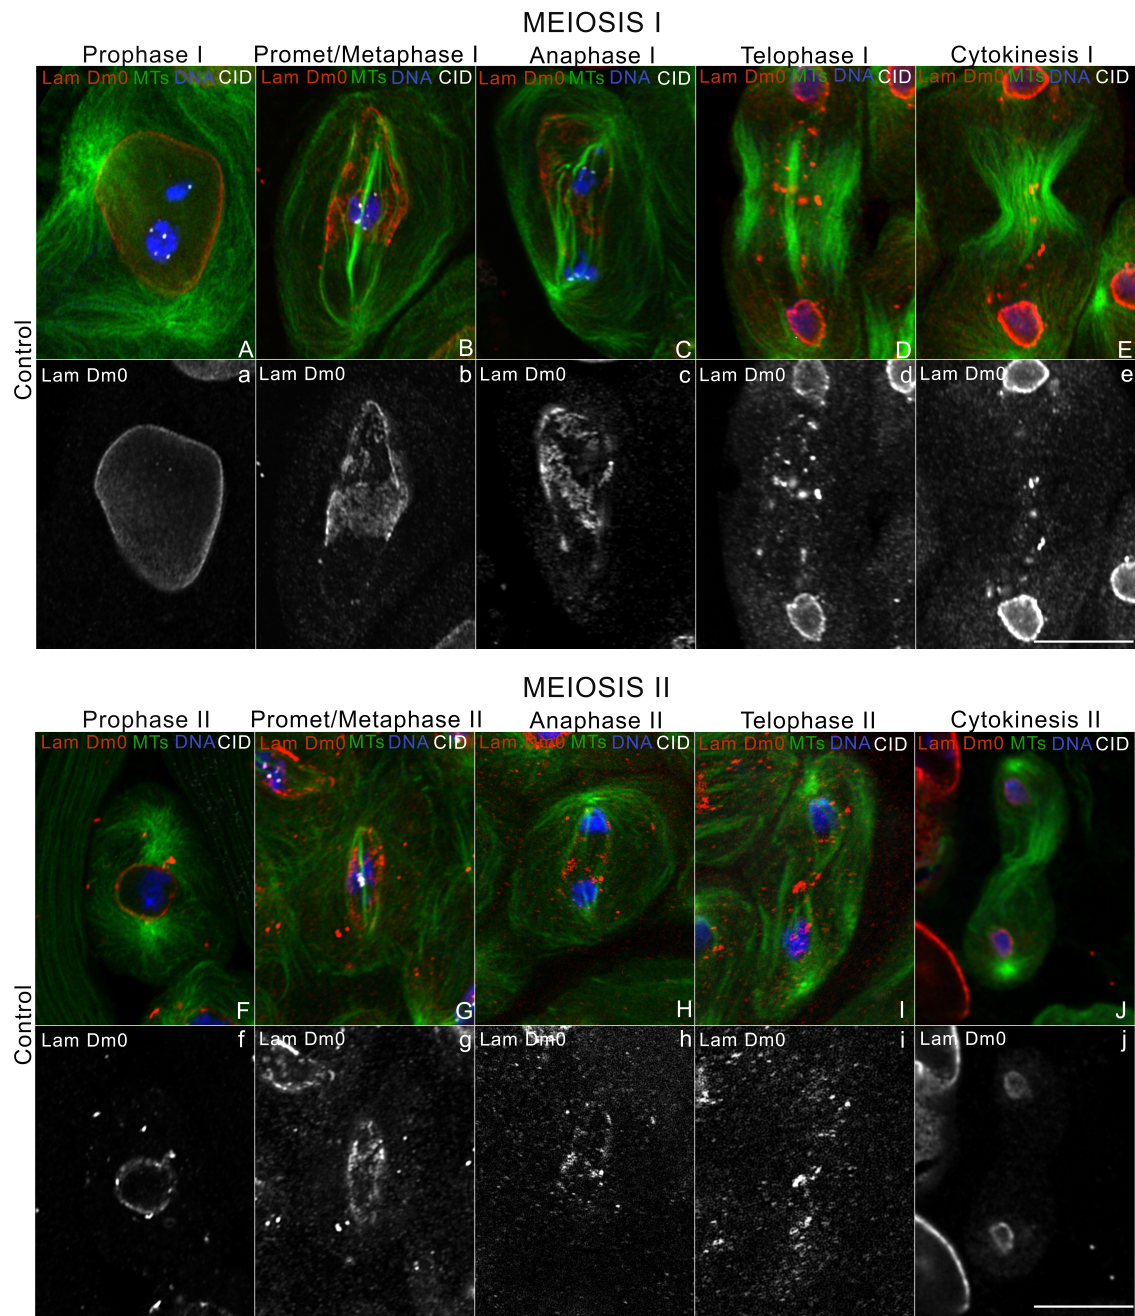 MEIOSIS I
Prophase I Promet/Metaphase I Anaphase I Telophase I Cytokinesis I
Lam Dm0 MTs DNA CID Lam Dm0 MTs DNA CID Lam Dm0 MTs DNA CID Lam Dm0 MTs DNA CID Lam Dm0 MTs DNA CID
Control
A B C D E
Lam Dm0 a Lam Dm0 b Lam Dm0 c Lam Dm0 d Lam Dm0 e
MEIOSIS II
Prophase II Promet/Metaphase II Anaphase II Telophase II Cytokinesis II
Lam Dm0 MTs DNA CID Lam Dm0 MTs DNA CID Lam Dm0 MTs DNA CID Lam Dm0 MTs DNA CID Lam Dm0 MTs DNA CID
Control
F G H I J
Lam Dm0 f Lam Dm0 g Lam Dm0 h Lam Dm0 i Lam Dm0 j